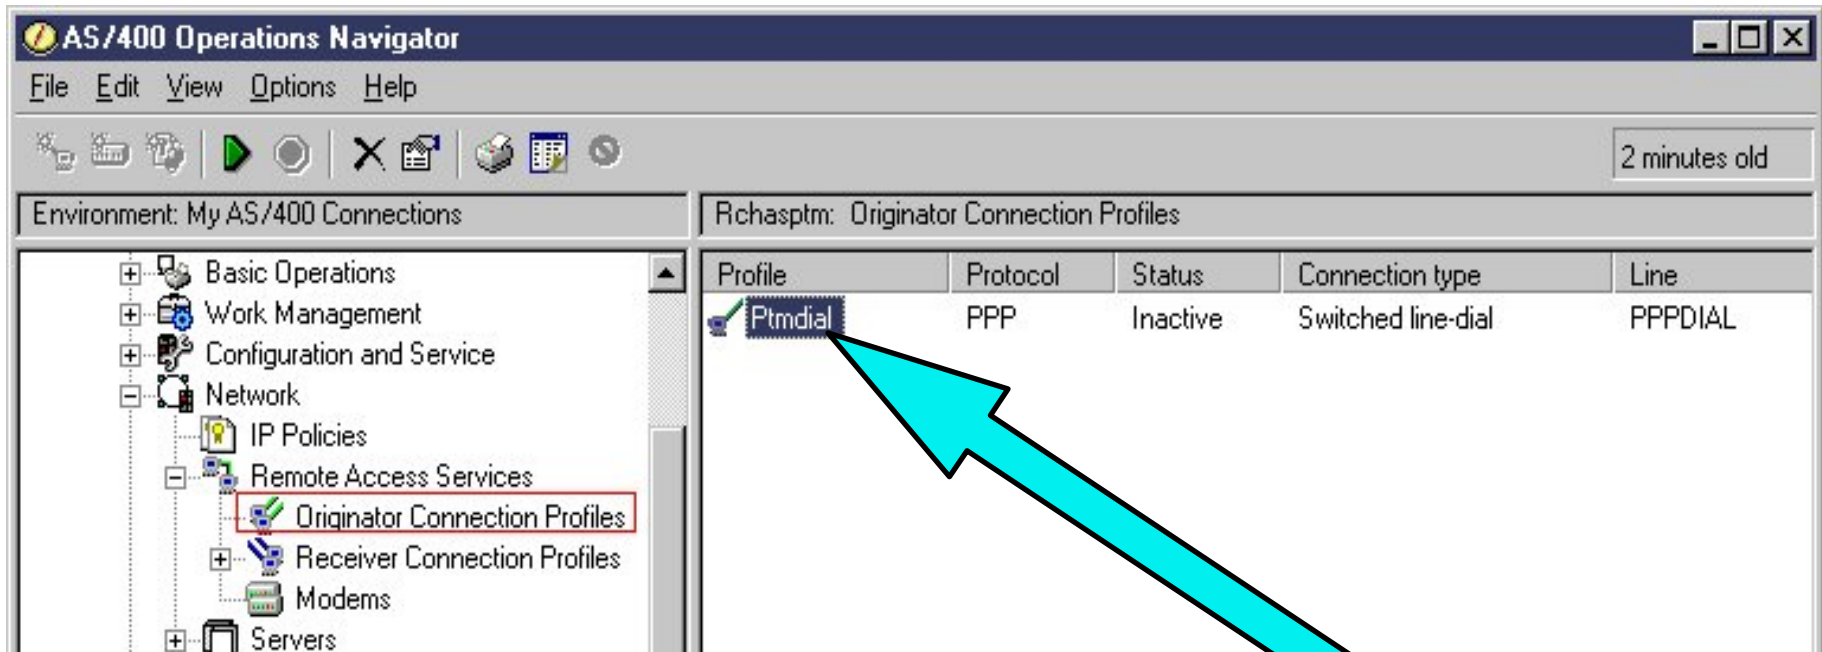 AS/400 Operations Navigator
File Edit View Options Help
2 minutes old
Environment: My AS/400 Connections
Rchasptm: Originator Connection Profiles
Basic Operations
Work Management
Configuration and Service
Network
IP Policies
Remote Access Services
Originator Connection Profiles
Receiver Connection Profiles
Modems
Servers
Profile Protocol Status Connection type Line
Ptmdial PPP Inactive Switched line-dial PPPDIAL